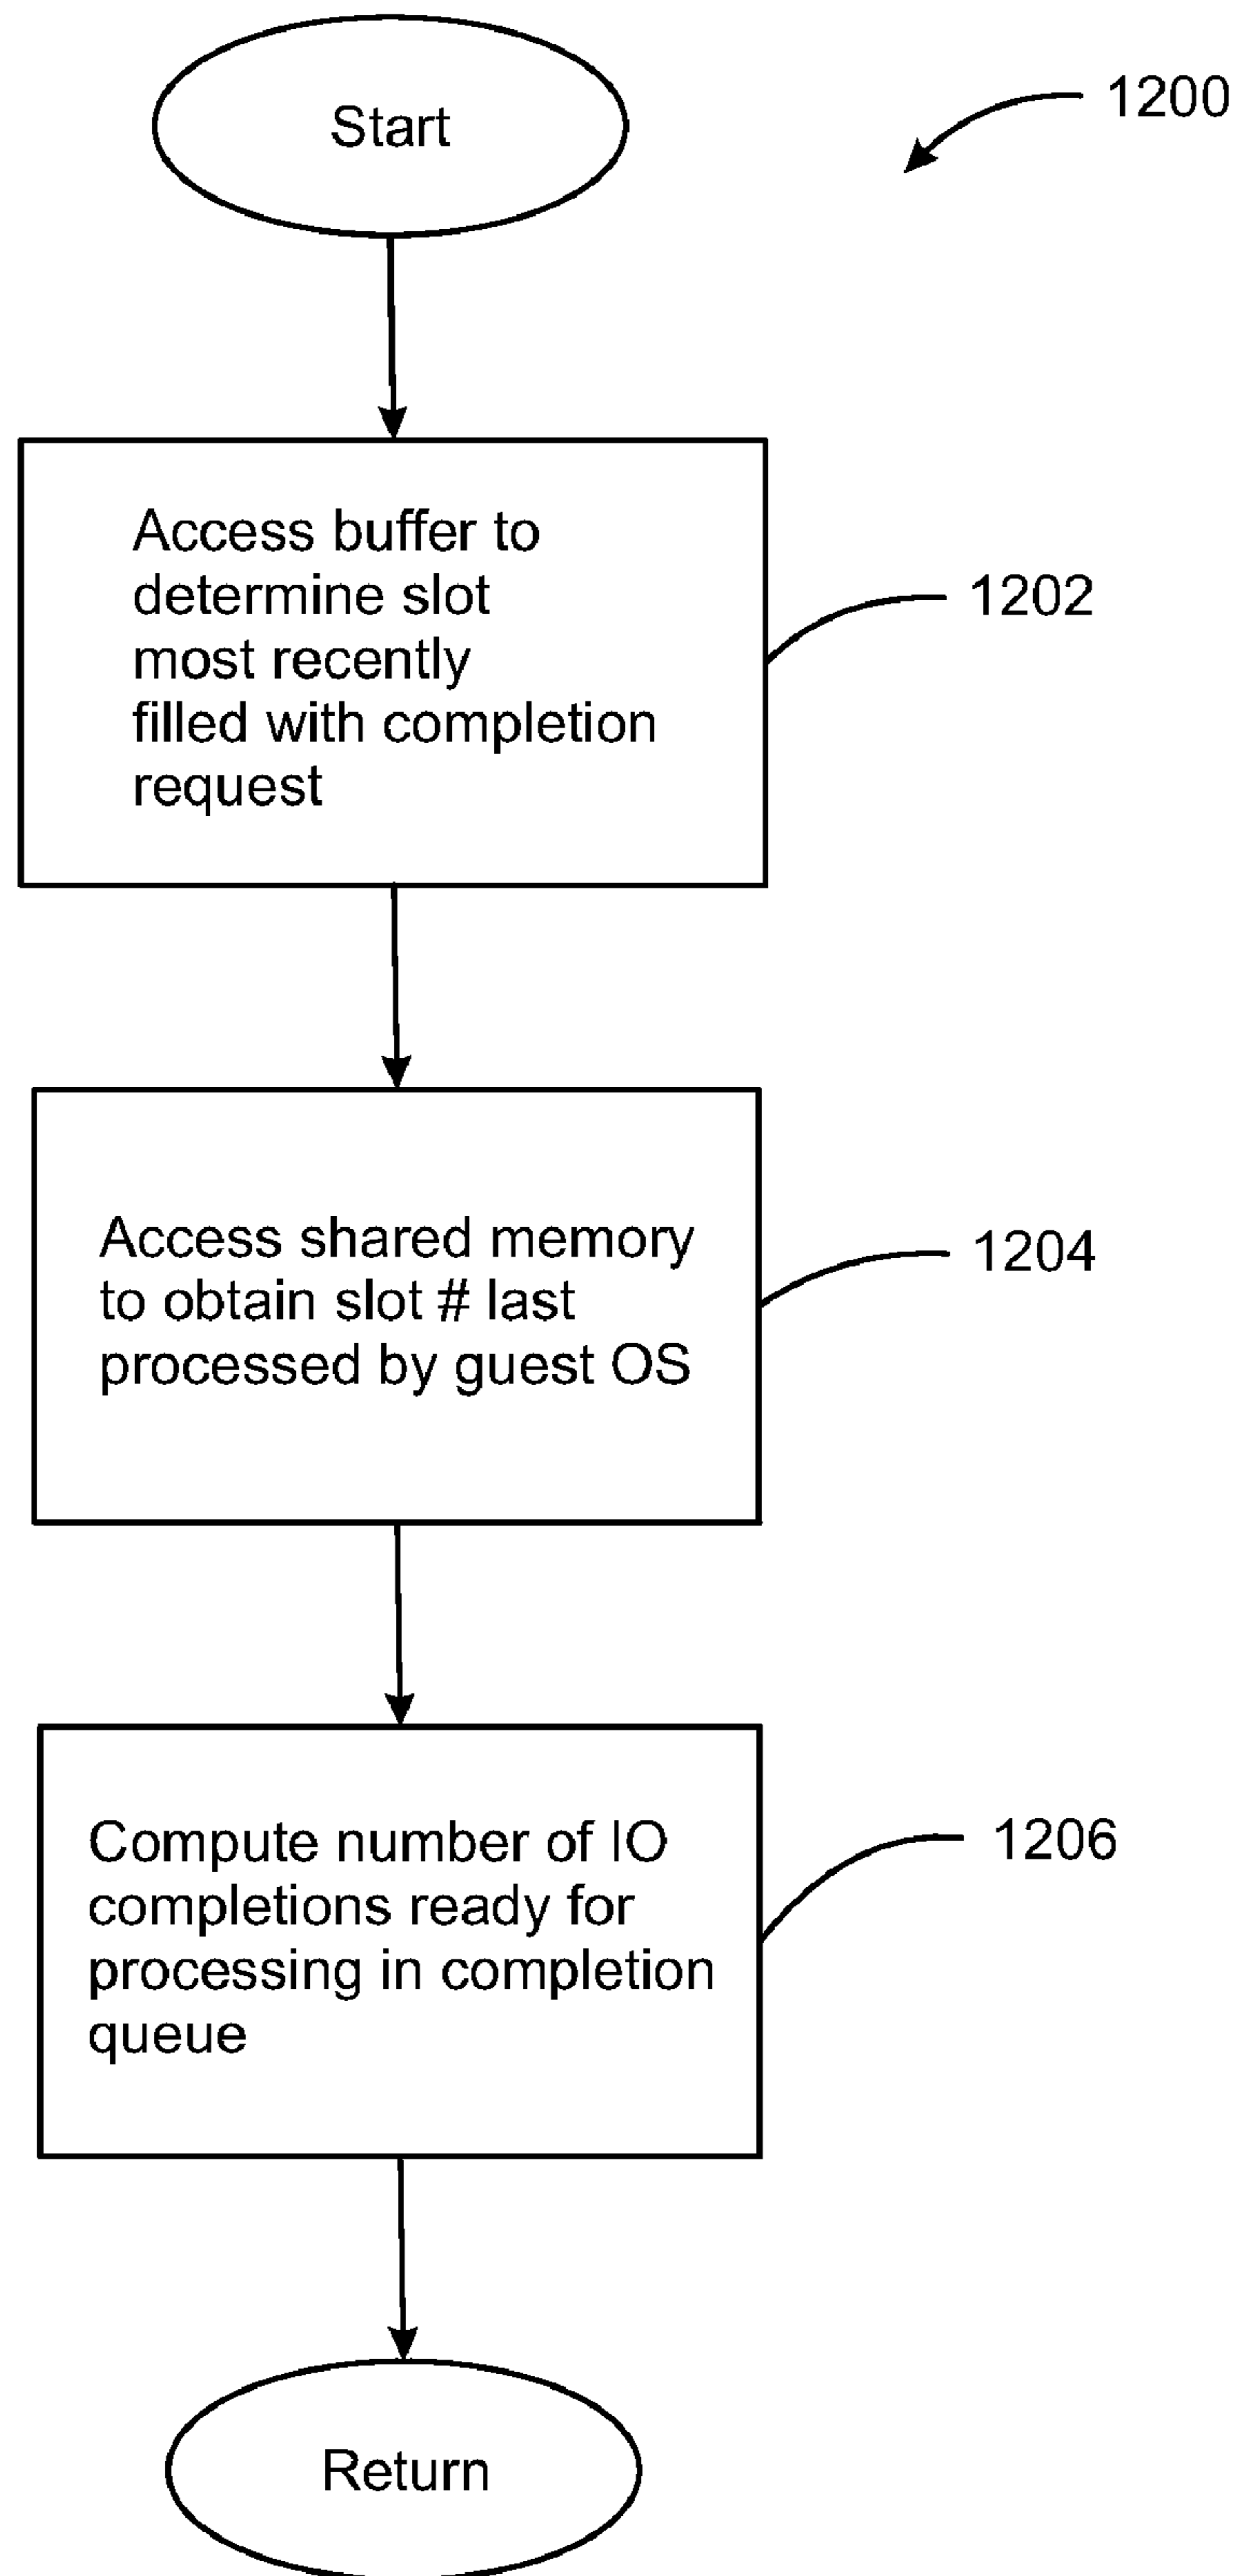 Start
1200
Access buffer to
determine slot
most recently
filled with completion
request
1202
Access shared memory
to obtain slot # last
processed by guest OS
1204
Compute number of IO
completions ready for
processing in completion
queue
1206
Return